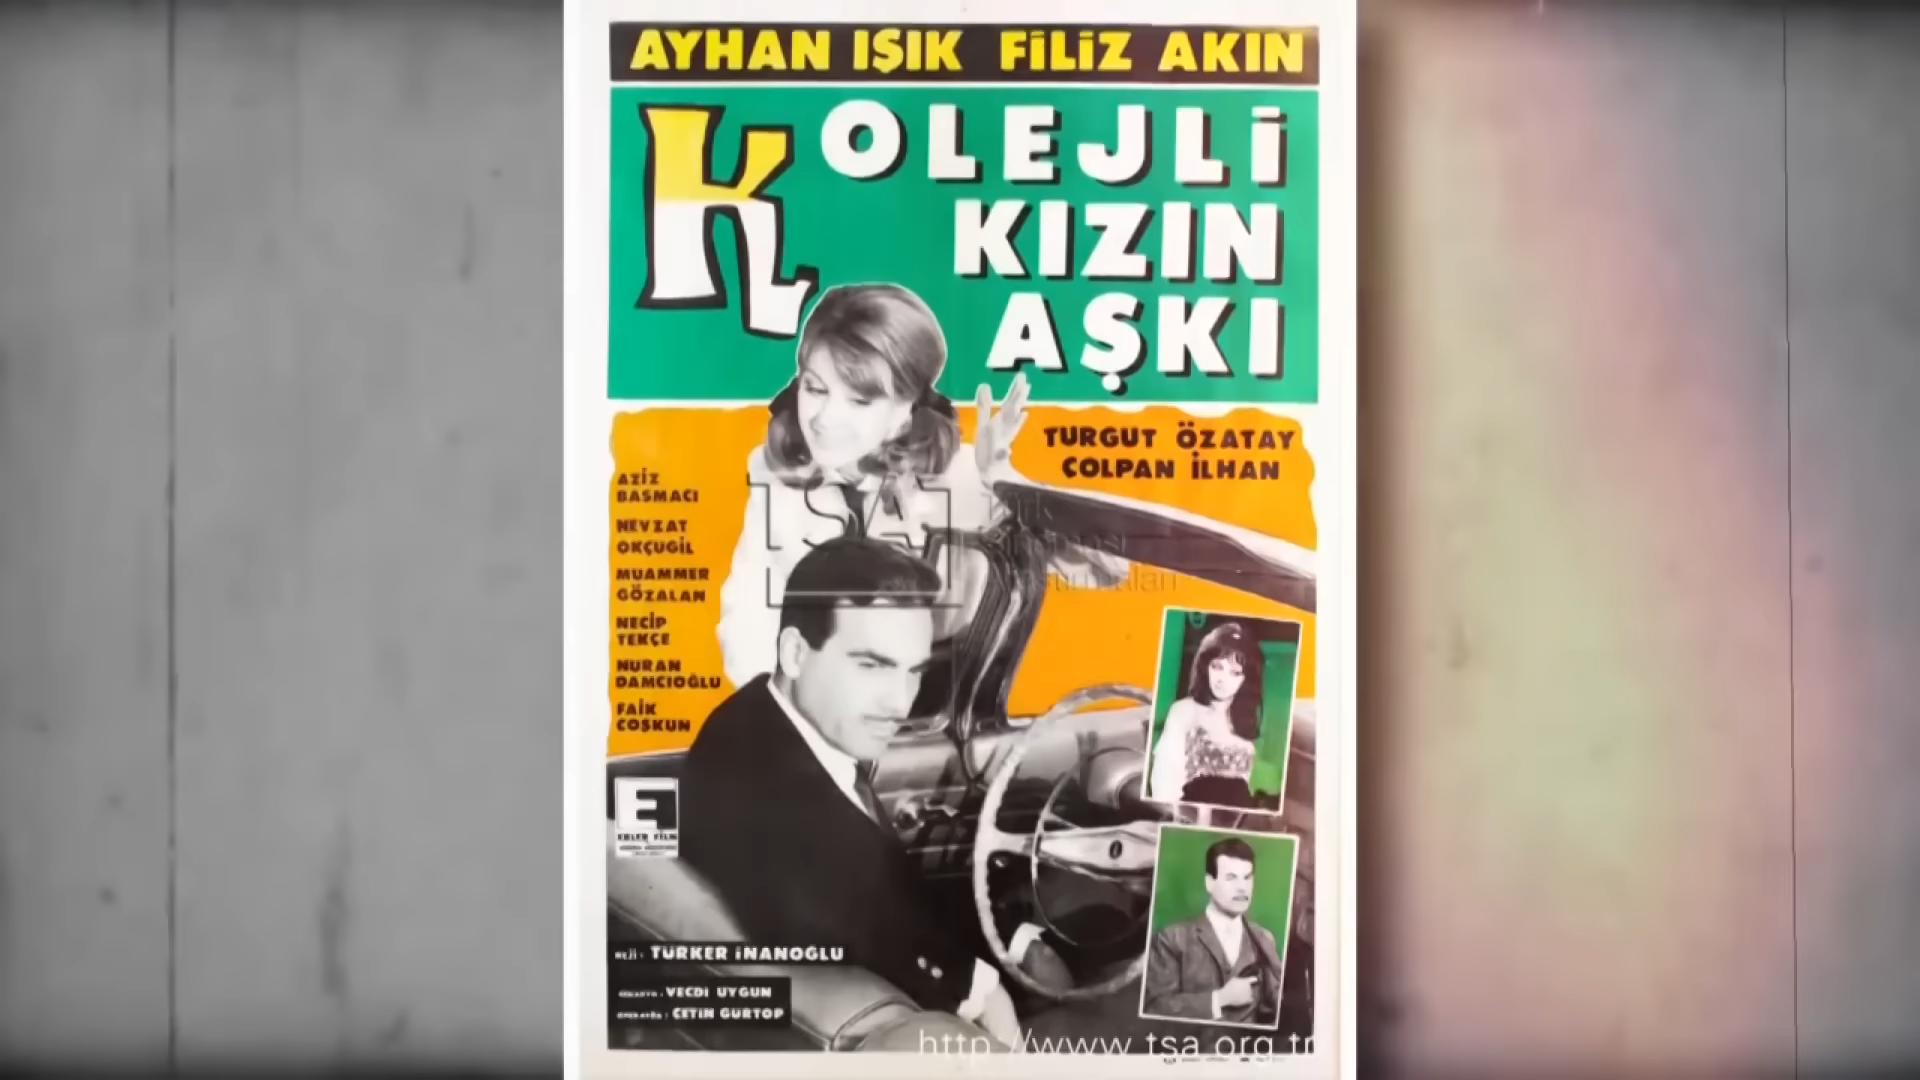 AYHAN IŞIK FİLİZ AKIN
KOLEJLİ
KIZIN
AŞKI
TURGUT ÖZATAY
ÇOLPAN İLHAN
AZİZ
BASMACI
NEVZAT
OKÇUGİL
MUAMMER
GÖZALAN
NECİP
TEKÇE
NURAN
DAMCIOĞLU
FAİK
COŞKUN
TSA
E
ERLER FİLM
REJİ: TÜRKER İNANOĞLU
VECDİ UYGUN
ÇETİN GÜRTOP
http://www.tsa.org.tr